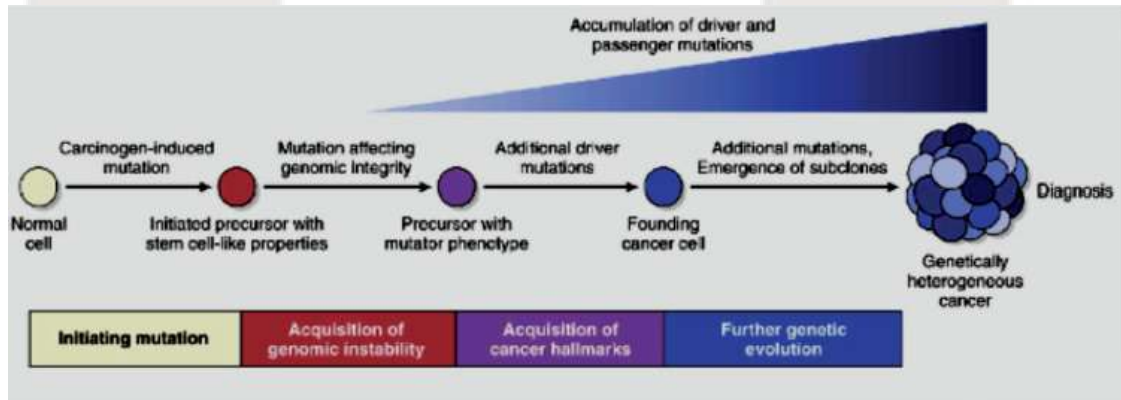 Accumulation of driver and
passenger mutations
Carcinogen-induced
mutation
Mutation affecting
genomic integrity
Additional driver
mutations
Additional mutations,
Emergence of subclones
Diagnosis
Normal
cell
Initiated precursor with
stem cell-like properties
Precursor with
mutator phenotype
Founding
cancer cell
Genetically
heterogeneous
cancer
Initiating mutation
Acquisition of
genomic instability
Acquisition of
cancer hallmarks
Further genetic
evolution